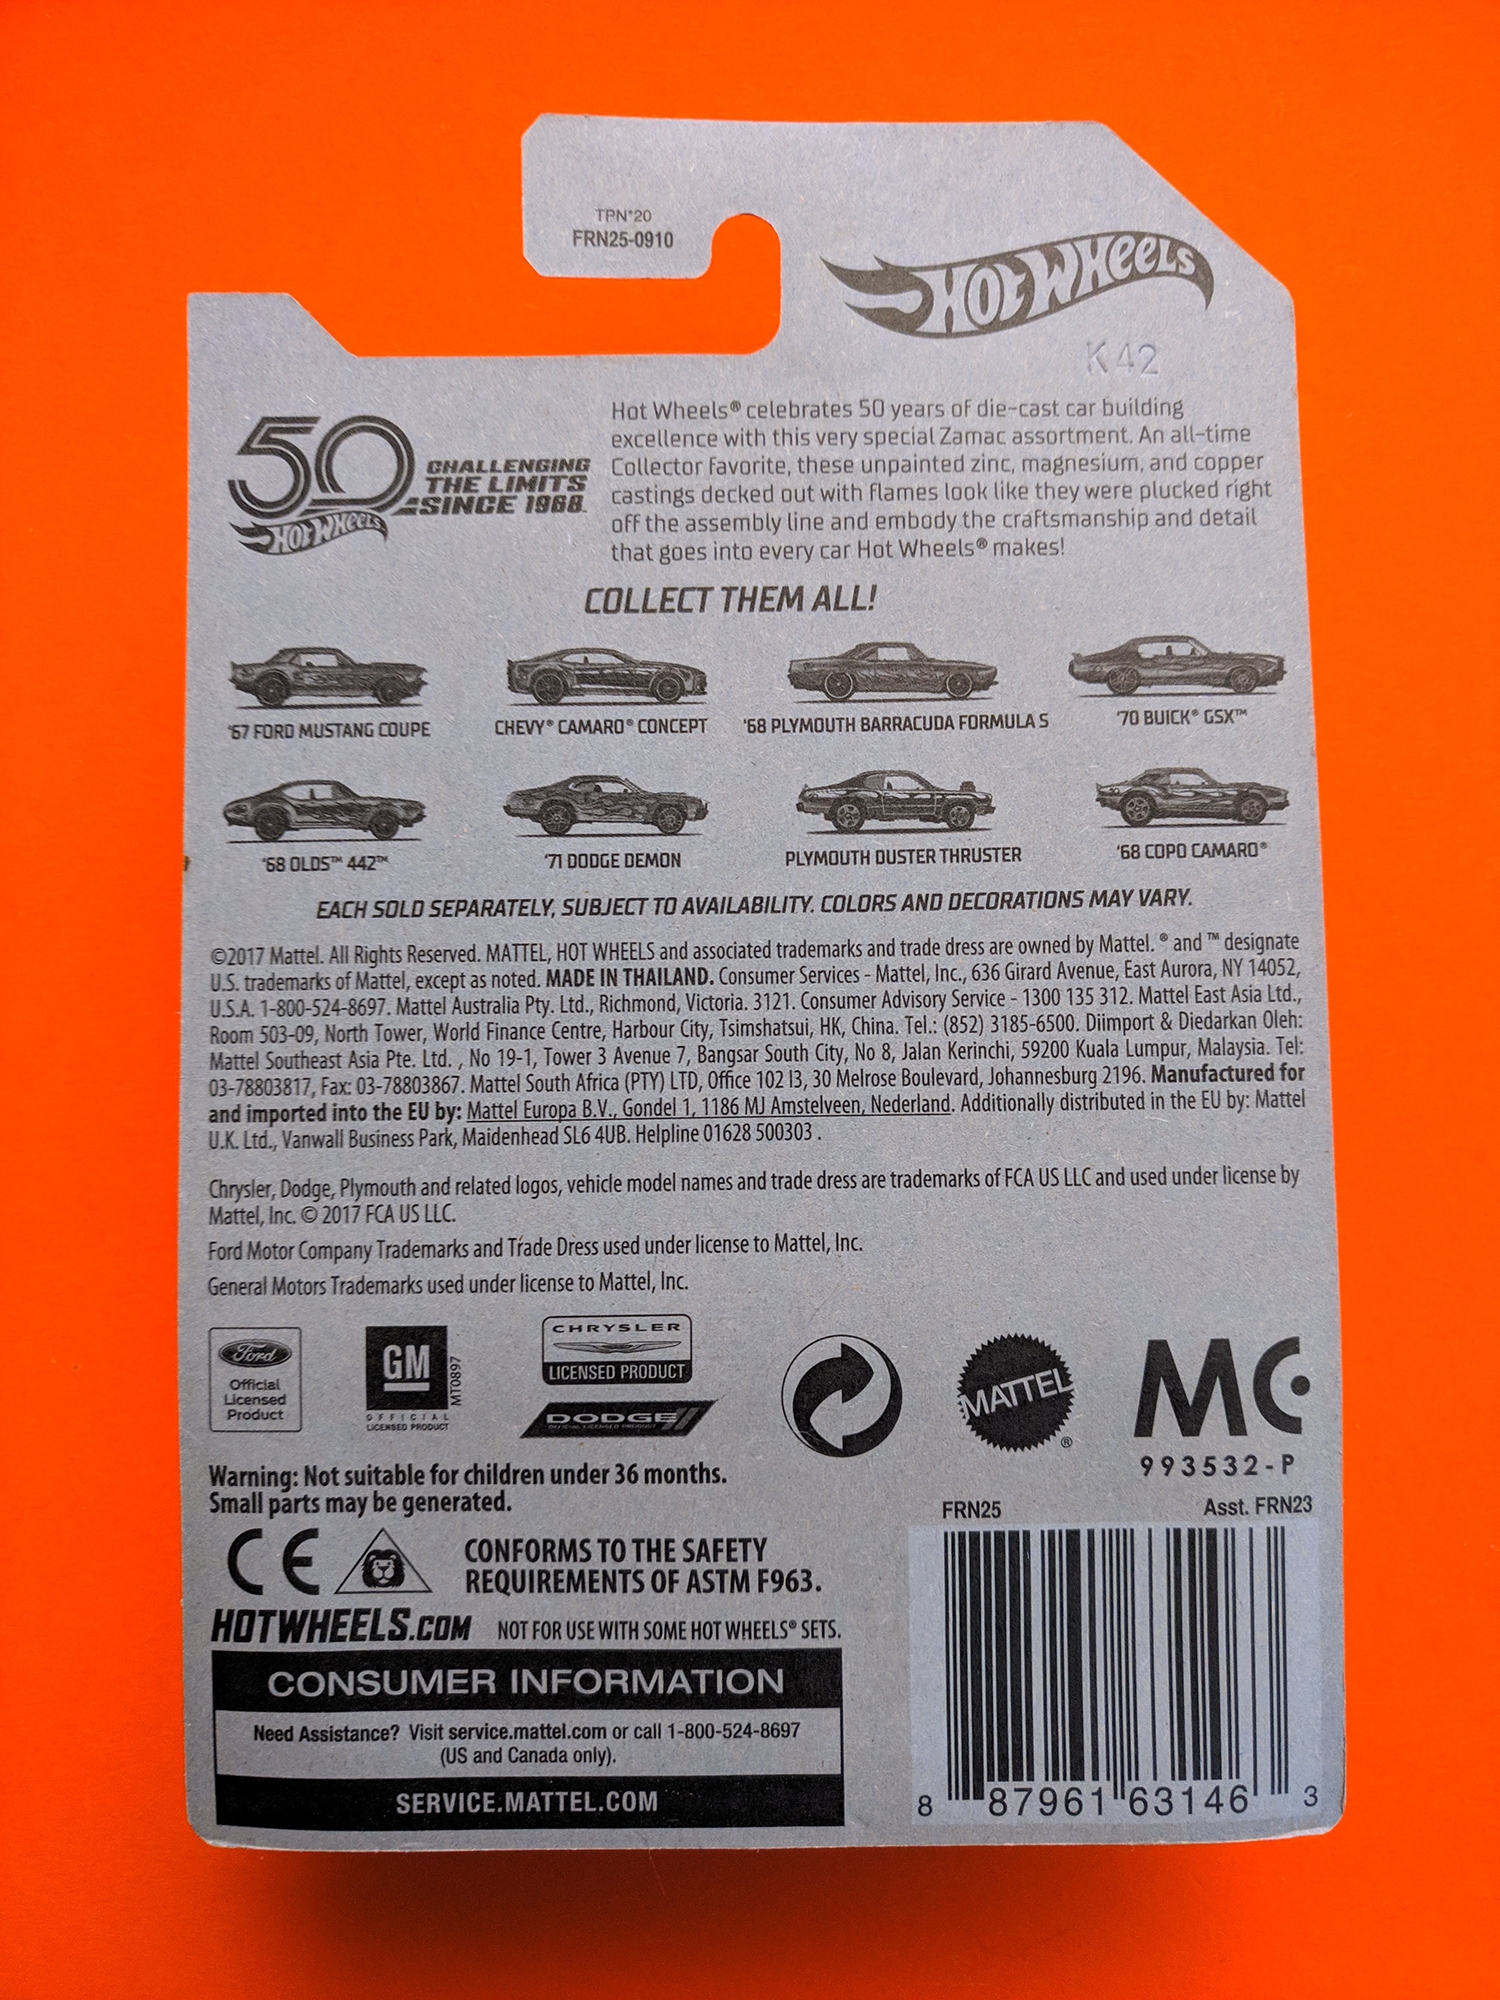 TPN*20
FRN25-0910
HOT WHEELS
K42
50
CHALLENGING
THE LIMITS
SINCE 1968.
HOT WHEELS
Hot Wheels® celebrates 50 years of die-cast car building
excellence with this very special Zamac assortment. An all-time
Collector favorite, these unpainted zinc, magnesium, and copper
castings decked out with flames look like they were plucked right
off the assembly line and embody the craftsmanship and detail
that goes into every car Hot Wheels® makes!
COLLECT THEM ALL!
'67 FORD MUSTANG COUPE
CHEVY® CAMARO® CONCEPT
'68 PLYMOUTH BARRACUDA FORMULA S
'70 BUICK® GSX™
'68 OLDS™ 442™
'71 DODGE DEMON
PLYMOUTH DUSTER THRUSTER
'68 COPO CAMARO®
EACH SOLD SEPARATELY, SUBJECT TO AVAILABILITY. COLORS AND DECORATIONS MAY VARY.
©2017 Mattel. All Rights Reserved. MATTEL, HOT WHEELS and associated trademarks and trade dress are owned by Mattel. ® and ™ designate
U.S. trademarks of Mattel, except as noted. MADE IN THAILAND. Consumer Services - Mattel, Inc., 636 Girard Avenue, East Aurora, NY 14052,
U.S.A. 1-800-524-8697. Mattel Australia Pty. Ltd., Richmond, Victoria. 3121. Consumer Advisory Service - 1300 135 312. Mattel East Asia Ltd.,
Room 503-09, North Tower, World Finance Centre, Harbour City, Tsimshatsui, HK, China. Tel.: (852) 3185-6500. Diimport & Diedarkan Oleh:
Mattel Southeast Asia Pte. Ltd. , No 19-1, Tower 3 Avenue 7, Bangsar South City, No 8, Jalan Kerinchi, 59200 Kuala Lumpur, Malaysia. Tel:
03-78803817, Fax: 03-78803867. Mattel South Africa (PTY) LTD, Office 102 I3, 30 Melrose Boulevard, Johannesburg 2196. Manufactured for
and imported into the EU by: Mattel Europa B.V., Gondel 1, 1186 MJ Amstelveen, Nederland. Additionally distributed in the EU by: Mattel
U.K. Ltd., Vanwall Business Park, Maidenhead SL6 4UB. Helpline 01628 500303 .
Chrysler, Dodge, Plymouth and related logos, vehicle model names and trade dress are trademarks of FCA US LLC and used under license by
Mattel, Inc. © 2017 FCA US LLC.
Ford Motor Company Trademarks and Trade Dress used under license to Mattel, Inc.
General Motors Trademarks used under license to Mattel, Inc.
Ford
Official
Licensed
Product
GM
MT0897
OFFICIAL
LICENSED PRODUCT
CHRYSLER
LICENSED PRODUCT
DODGE
OFFICIAL LICENSED PRODUCT
MATTEL
®
MC
993532-P
Warning: Not suitable for children under 36 months.
Small parts may be generated.
FRN25
Asst. FRN23
CE
CONFORMS TO THE SAFETY
REQUIREMENTS OF ASTM F963.
HOTWHEELS.COM
NOT FOR USE WITH SOME HOT WHEELS® SETS.
CONSUMER INFORMATION
Need Assistance? Visit service.mattel.com or call 1-800-524-8697
(US and Canada only).
SERVICE.MATTEL.COM
8 87961 63146 3